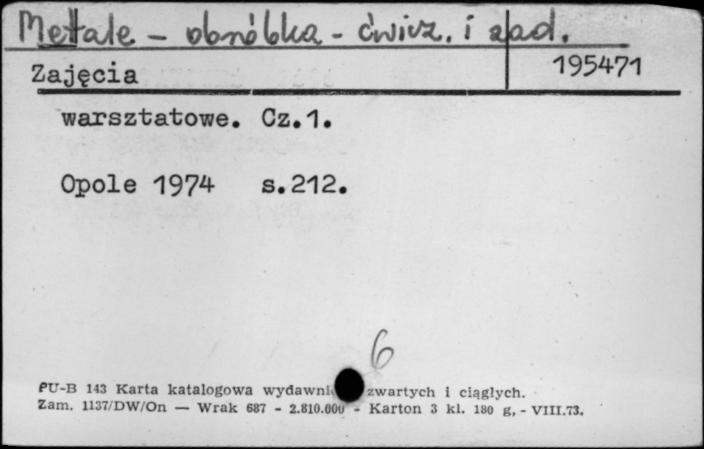 Metale - obróbka - ćwicz. i zad.
Zajęcia 195471
warsztatowe. Cz.1.
Opole 1974 s.212.
6
PU-B 143 Karta katalogowa zwartych i ciągłych.
Zam. 1137/DW/On — Wrak 687 - 2.810.000 - Karton 3 kl. 180 g, - VIII.73.